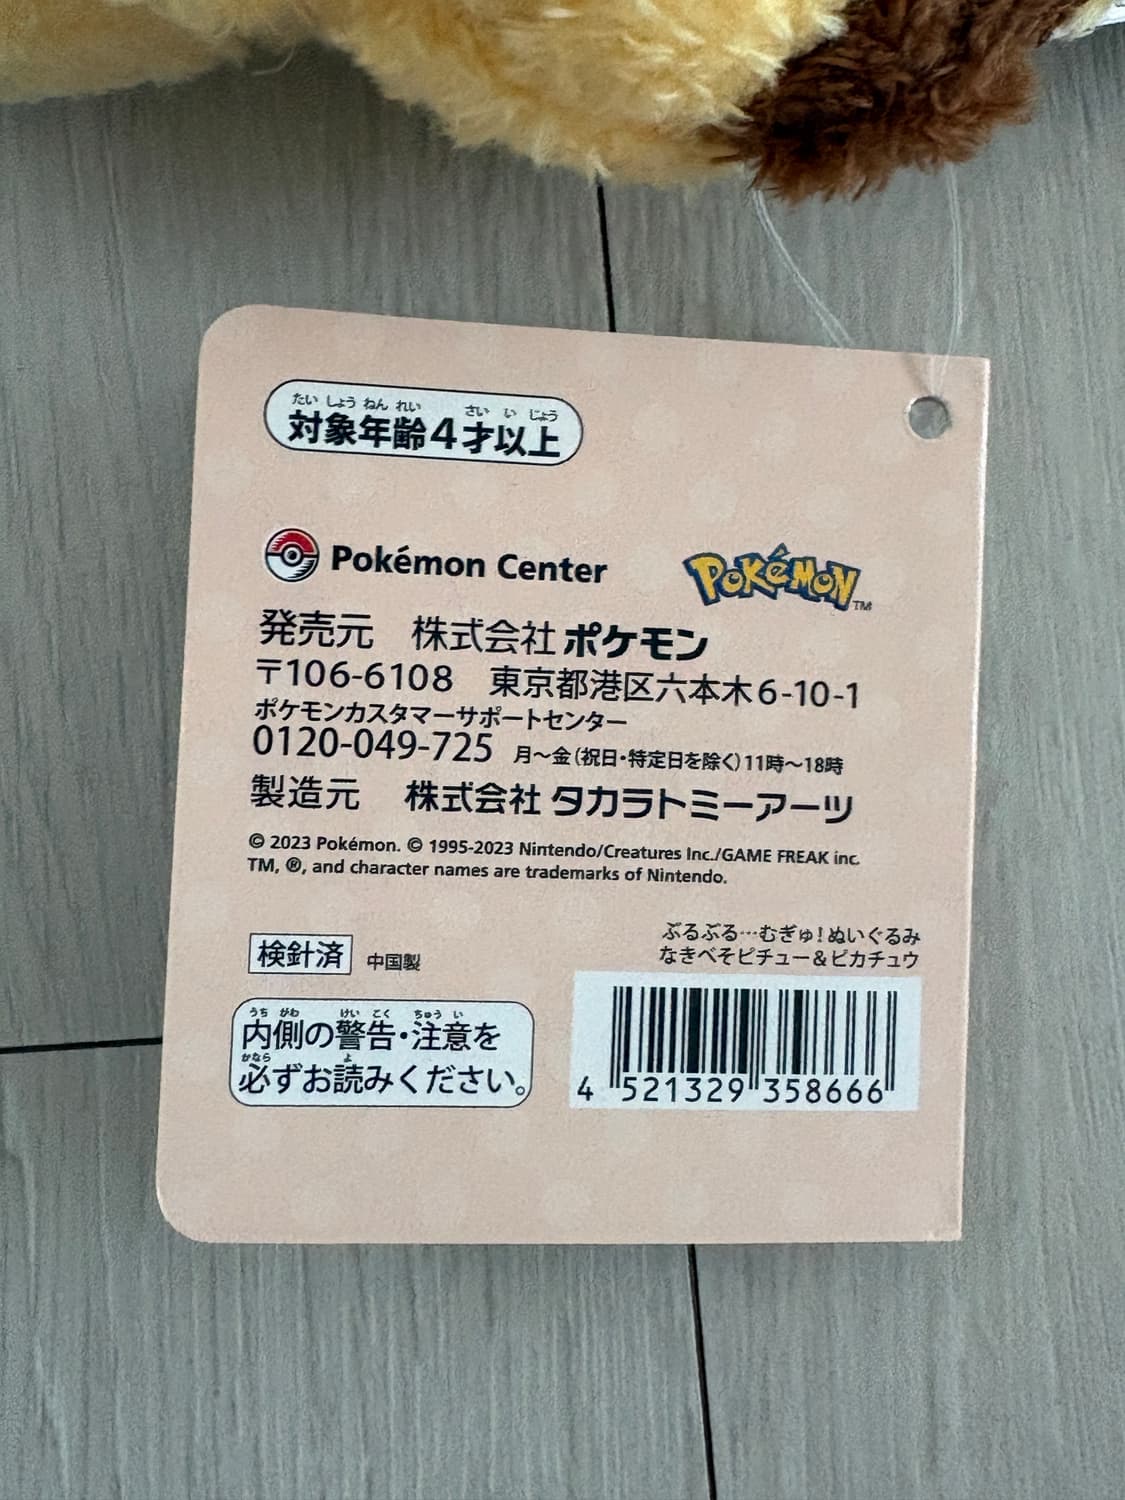 たいしょうねんれい さいいじょう
対象年齢4才以上
Pokémon Center POKéMON TM
発売元 株式会社ポケモン
〒106-6108 東京都港区六本木6-10-1
ポケモンカスタマーサポートセンター
0120-049-725 月～金(祝日・特定日を除く)11時～18時
製造元 株式会社 タカラトミーアーツ
© 2023 Pokémon. © 1995-2023 Nintendo/Creatures Inc./GAME FREAK inc.
TM, ®, and character names are trademarks of Nintendo.
ぶるぶる…むぎゅ!ぬいぐるみ
なきべそピチュー&ピカチュウ
検針済 中国製
うちがわ けいこく ちゅうい
内側の警告・注意を
かなら よ
必ずお読みください。
4 521329 358666